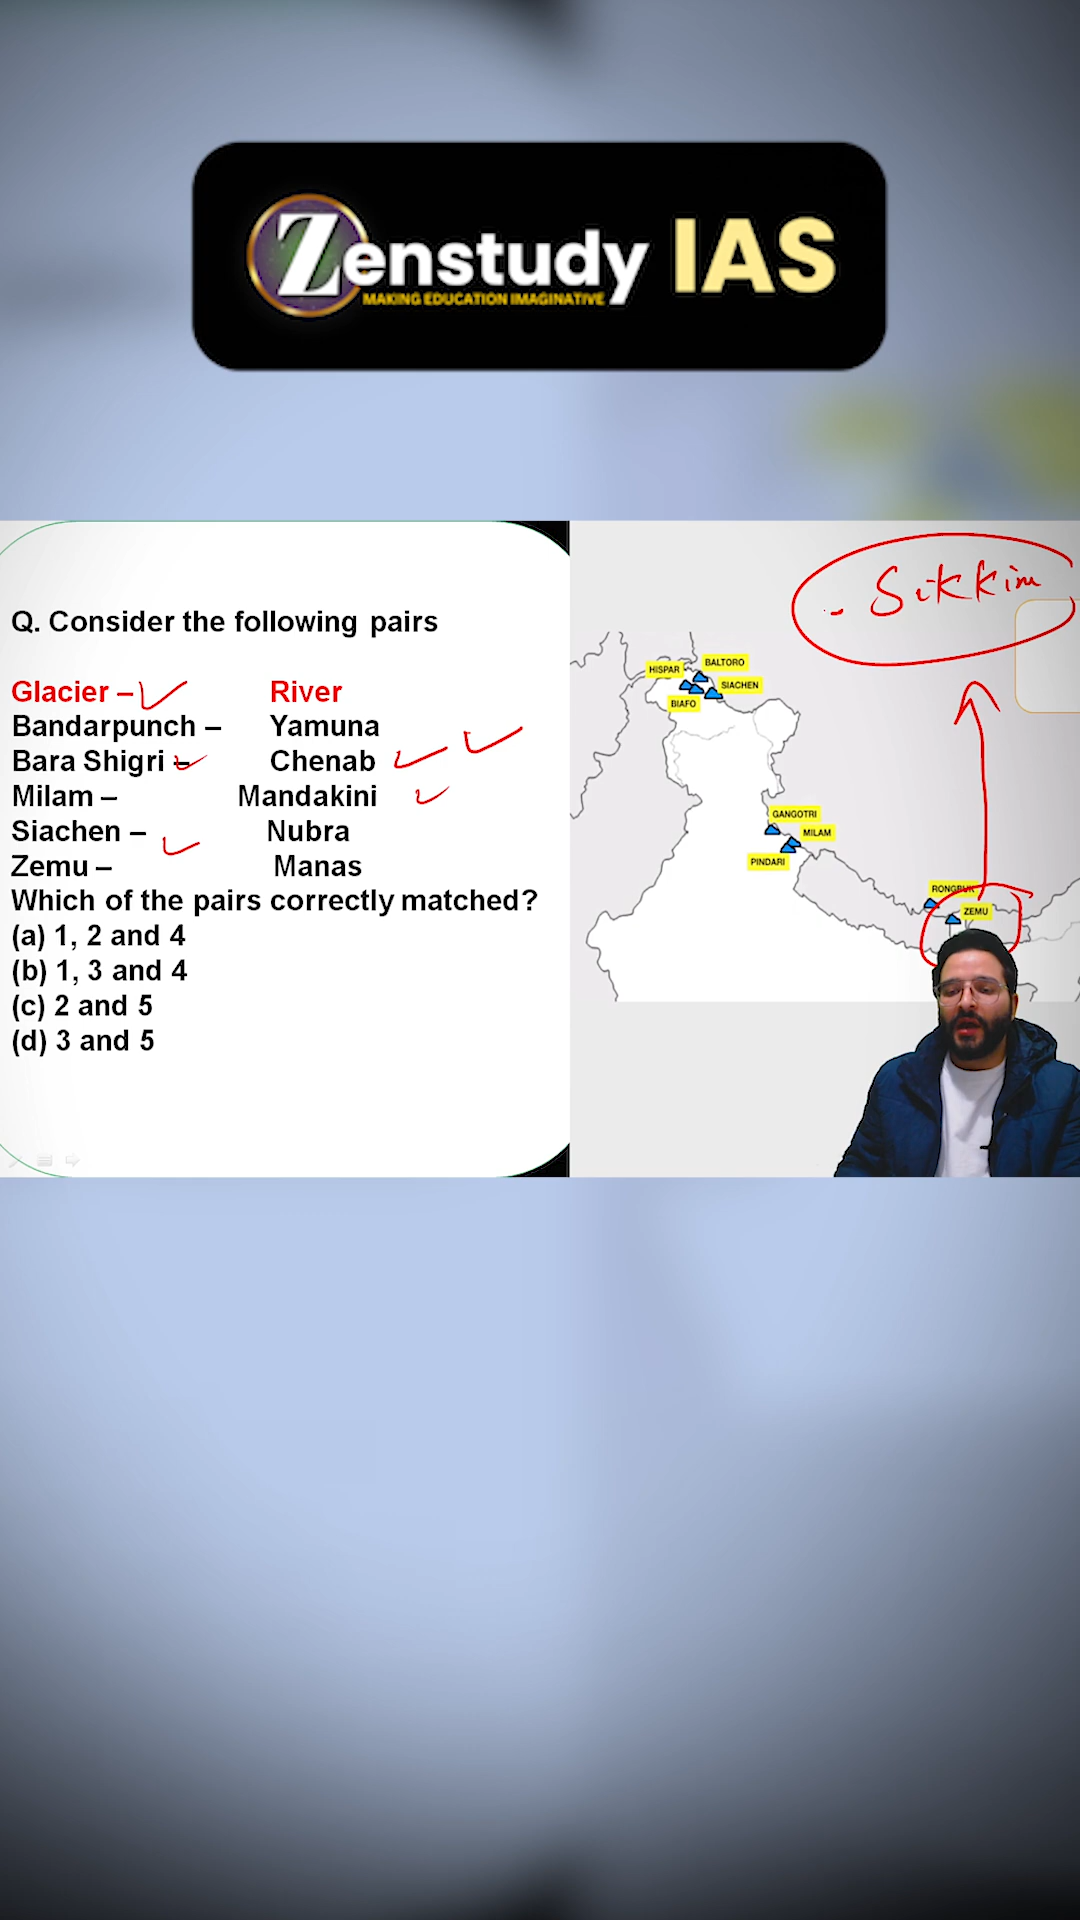 Zenstudy IAS
MAKING EDUCATION IMAGINATIVE
Q. Consider the following pairs
Glacier – River
Bandarpunch – Yamuna
Bara Shigri – Chenab
Milam – Mandakini
Siachen – Nubra
Zemu – Manas
Which of the pairs correctly matched?
(a) 1, 2 and 4
(b) 1, 3 and 4
(c) 2 and 5
(d) 3 and 5
- Sikkim
HISPAR
BALTORO
SIACHEN
BIAFO
GANGOTRI
MILAM
PINDARI
RONGBUK
ZEMU